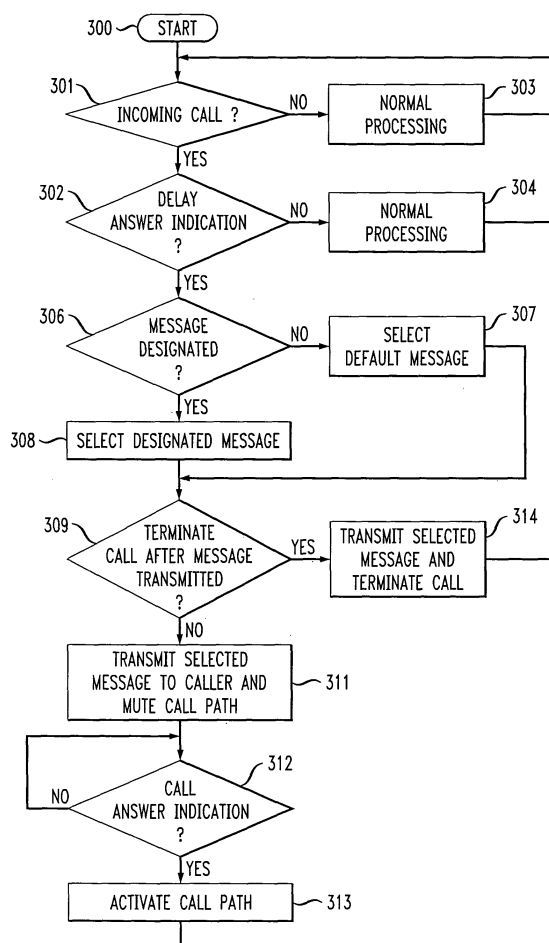 300
START
301
INCOMING CALL ?
NO
NORMAL
PROCESSING
303
YES
302
DELAY
ANSWER INDICATION
?
NO
NORMAL
PROCESSING
304
YES
306
MESSAGE
DESIGNATED
?
NO
SELECT
DEFAULT MESSAGE
307
YES
308
SELECT DESIGNATED MESSAGE
309
TERMINATE
CALL AFTER MESSAGE
TRANSMITTED
?
YES
TRANSMIT SELECTED
MESSAGE AND
TERMINATE CALL
314
NO
TRANSMIT SELECTED
MESSAGE TO CALLER AND
MUTE CALL PATH
311
312
CALL
ANSWER INDICATION
?
NO
YES
ACTIVATE CALL PATH
313